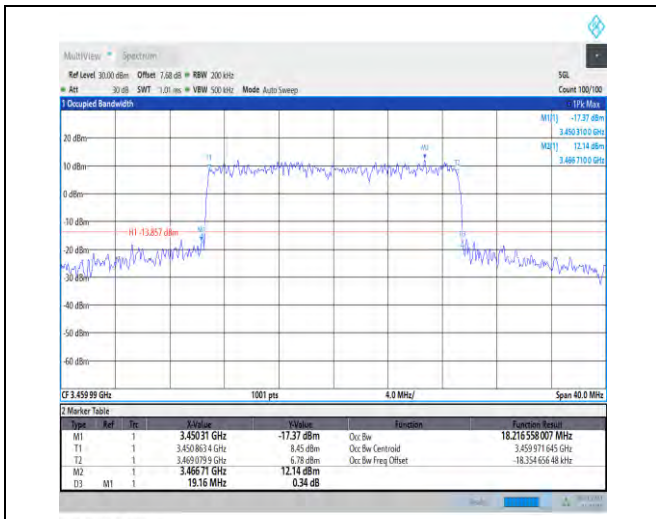 MultiView Spectrum
Ref Level 30.00 dBm Offset 7.68 dB RBW 200 kHz SGL
Att 30 dB SWT 1.01 ms VBW 500 kHz Mode Auto Sweep Count 100/100
1 Occupied Bandwidth 1Pk Max
M1[1] -17.37 dBm
3.450 310 0 GHz
20 dBm
M2[1] 12.14 dBm
3.466 710 0 GHz
M2
T1 T2
10 dBm
0 dBm
-10 dBm
H1 -13.857 dBm
M1
-20 dBm
-30 dBm
-40 dBm
-50 dBm
-60 dBm
CF 3.459 99 GHz 1001 pts 4.0 MHz/ Span 40.0 MHz
2 Marker Table
Type Ref Trc X-Value Y-Value Function Function Result
M1 1 3.45031 GHz -17.37 dBm Occ Bw 18.216 558 007 MHz
T1 1 3.450 863 4 GHz 8.45 dBm Occ Bw Centroid 3.459 971 645 GHz
T2 1 3.469 079 9 GHz 6.78 dBm Occ Bw Freq Offset -18.354 656 48 kHz
M2 1 3.466 71 GHz 12.14 dBm
D3 M1 1 19.16 MHz 0.34 dB